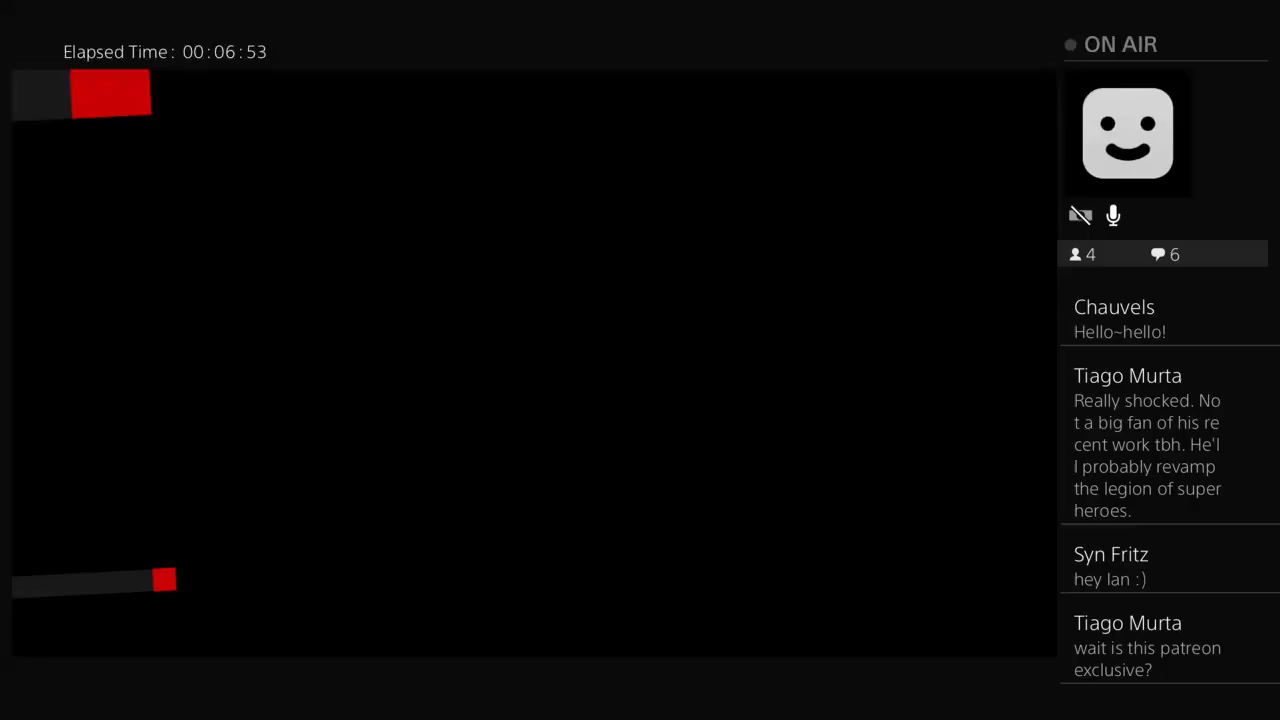 Elapsed Time: 00:06:53
ON AIR
4 6
Chauvels
Hello~hello!
Tiago Murta
Really shocked. No
t a big fan of his re
cent work tbh. He'l
l probably revamp
the legion of super
heroes.
Syn Fritz
hey Ian :)
Tiago Murta
wait is this patreon
exclusive?